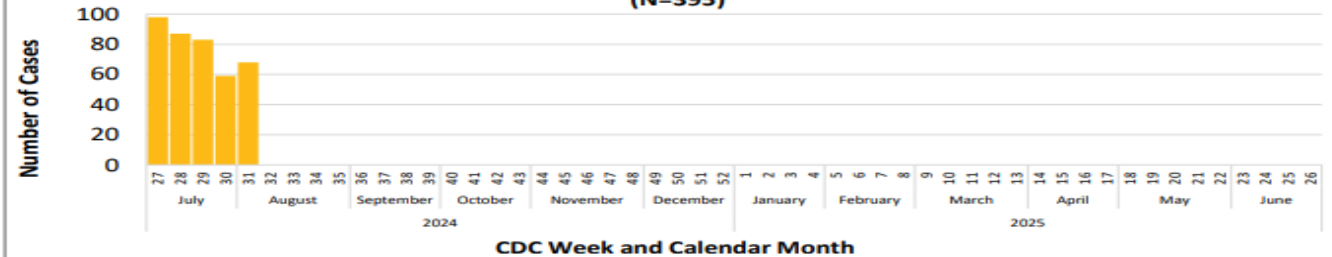 (N=395)
Number of Cases
100
80
60
40
20
0
27 28 29 30 31 32 33 34 35 36 37 38 39 40 41 42 43 44 45 46 47 48 49 50 51 52 1 2 3 4 5 6 7 8 9 10 11 12 13 14 15 16 17 18 19 20 21 22 23 24 25 26
July August September October November December January February March April May June
2024 2025
CDC Week and Calendar Month